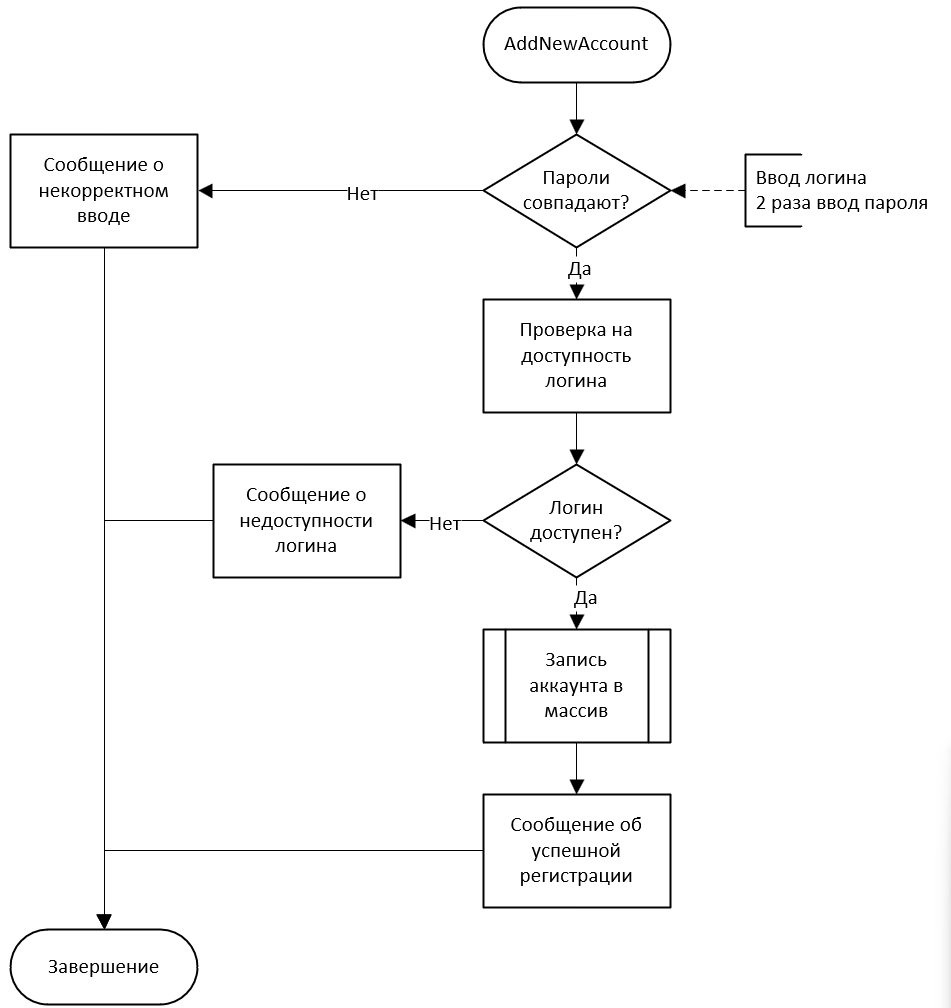 AddNewAccount
Сообщение о
некорректном
вводе
Нет
Пароли
совпадают?
Ввод логина
2 раза ввод пароля
Да
Проверка на
доступность
логина
Сообщение о
недоступности
логина
Нет
Логин
доступен?
Да
Запись
аккаунта в
массив
Сообщение об
успешной
регистрации
Завершение